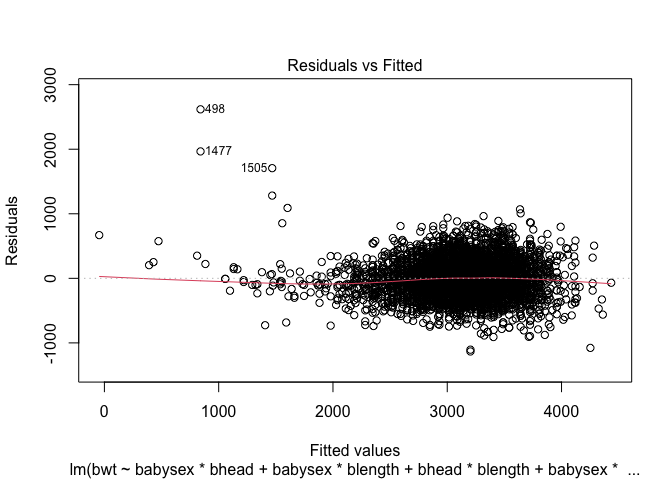 Residuals vs Fitted
Residuals
3000
2000
1000
0
-1000
498
1477
1505
0 1000 2000 3000 4000
Fitted values
lm(bwt ~ babysex * bhead + babysex * blength + bhead * blength + babysex * ...